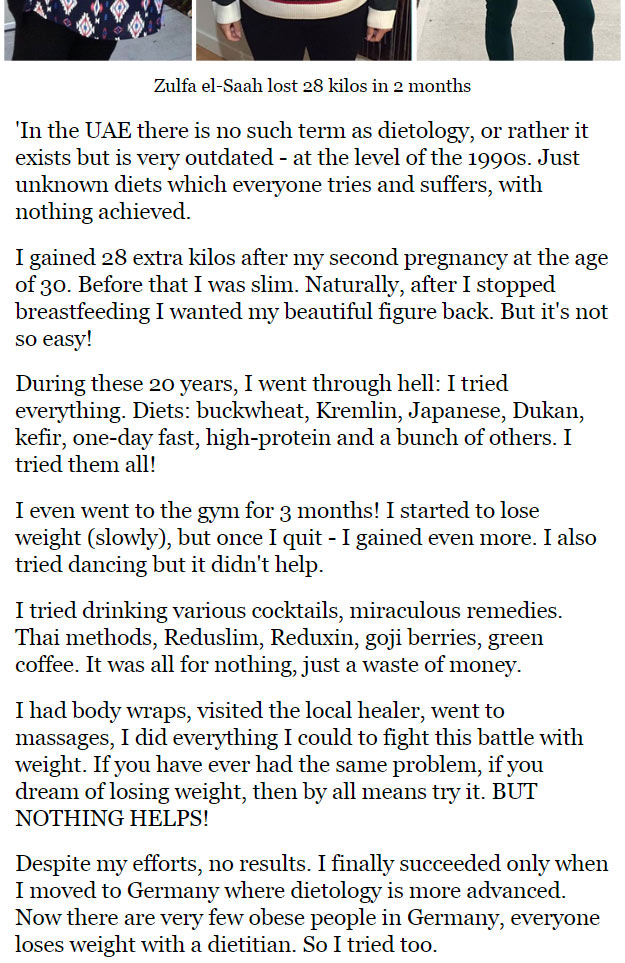 Zulfa el-Saah lost 28 kilos in 2 months
'In the UAE there is no such term as dietology, or rather it
exists but is very outdated - at the level of the 1990s. Just
unknown diets which everyone tries and suffers, with
nothing achieved.
I gained 28 extra kilos after my second pregnancy at the age
of 30. Before that I was slim. Naturally, after I stopped
breastfeeding I wanted my beautiful figure back. But it's not
so easy!
During these 20 years, I went through hell: I tried
everything. Diets: buckwheat, Kremlin, Japanese, Dukan,
kefir, one-day fast, high-protein and a bunch of others. I
tried them all!
I even went to the gym for 3 months! I started to lose
weight (slowly), but once I quit - I gained even more. I also
tried dancing but it didn't help.
I tried drinking various cocktails, miraculous remedies.
Thai methods, Reduslim, Reduxin, goji berries, green
coffee. It was all for nothing, just a waste of money.
I had body wraps, visited the local healer, went to
massages, I did everything I could to fight this battle with
weight. If you have ever had the same problem, if you
dream of losing weight, then by all means try it. BUT
NOTHING HELPS!
Despite my efforts, no results. I finally succeeded only when
I moved to Germany where dietology is more advanced.
Now there are very few obese people in Germany, everyone
loses weight with a dietitian. So I tried too.